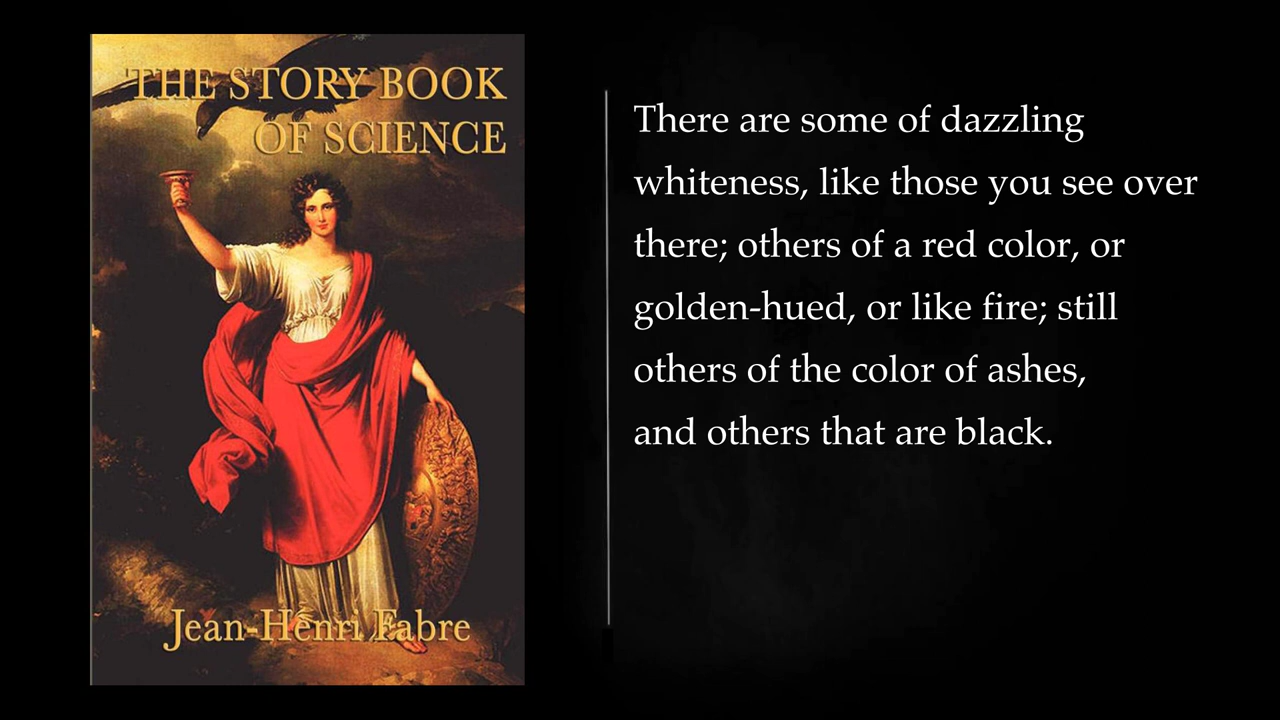 THE STORY BOOK
OF SCIENCE
Jean-Henri Fabre
There are some of dazzling
whiteness, like those you see over
there; others of a red color, or
golden-hued, or like fire; still
others of the color of ashes,
and others that are black.